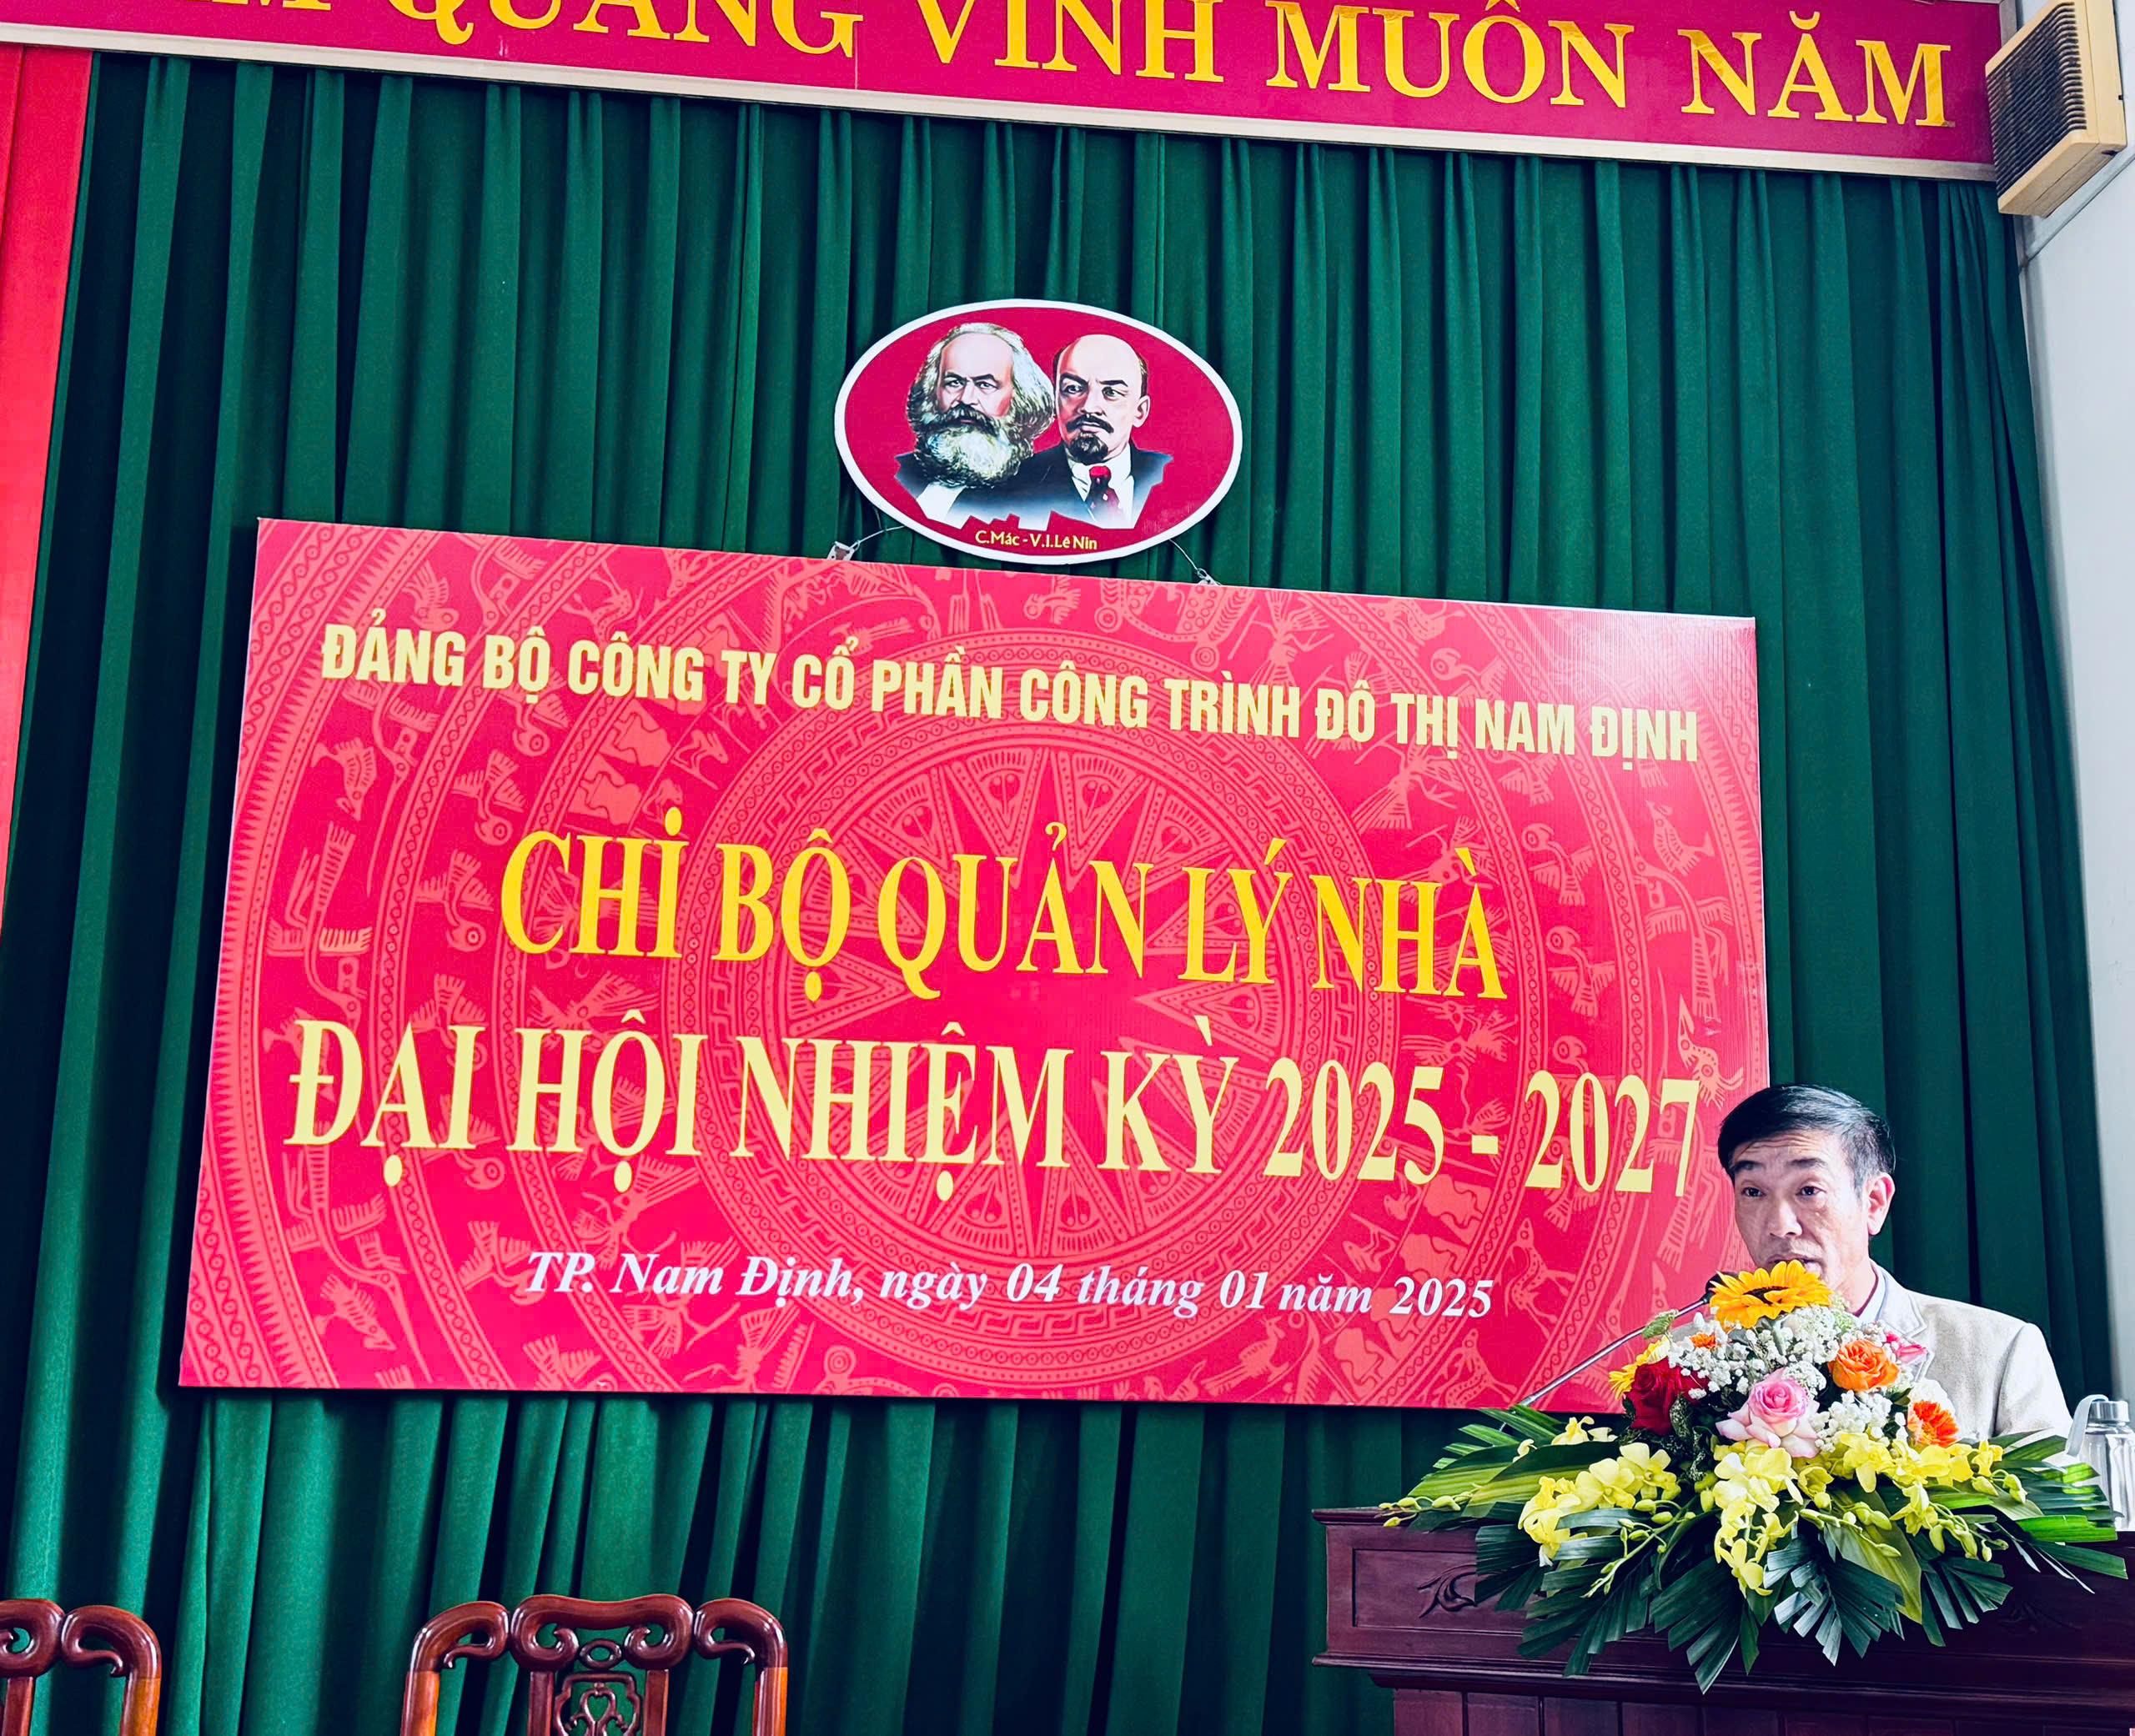 QUANG VINH MUÔN NĂM
C.Mác - V.I.Lê Nin
ĐẢNG BỘ CÔNG TY CỔ PHẦN CÔNG TRÌNH ĐÔ THỊ NAM ĐỊNH
CHI BỘ QUẢN LÝ NHÀ
ĐẠI HỘI NHIỆM KỲ 2025 - 2027
TP. Nam Định, ngày 04 tháng 01 năm 2025